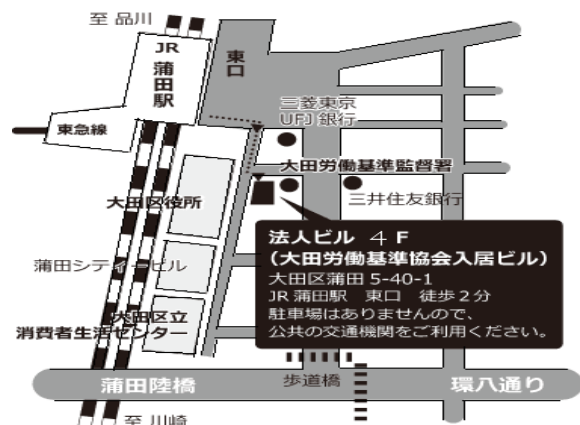 至 品川
JR
蒲田駅
東口
三菱東京
UFJ 銀行
東急線
大田労働基準監督署
大田区役所
三井住友銀行
法人ビル 4 F
(大田労働基準協会入居ビル)
大田区蒲田 5-40-1
JR 蒲田駅 東口 徒歩2分
駐車場はありませんので、
公共の交通機関をご利用ください。
蒲田シティービル
大田区立
消費者生活センター
歩道橋
蒲田陸橋
環八通り
至 川崎